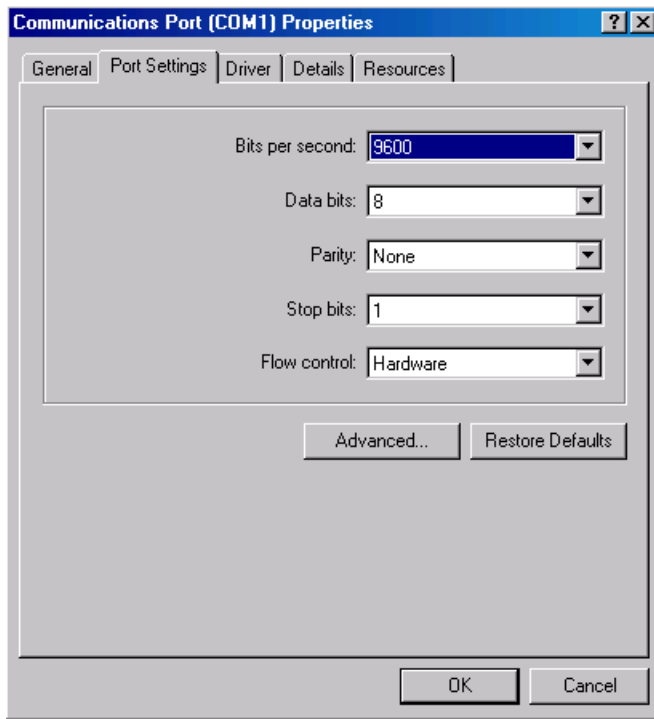 Communications Port (COM1) Properties
General Port Settings Driver Details Resources
Bits per second: 9600
Data bits: 8
Parity: None
Stop bits: 1
Flow control: Hardware
Advanced... Restore Defaults
OK Cancel